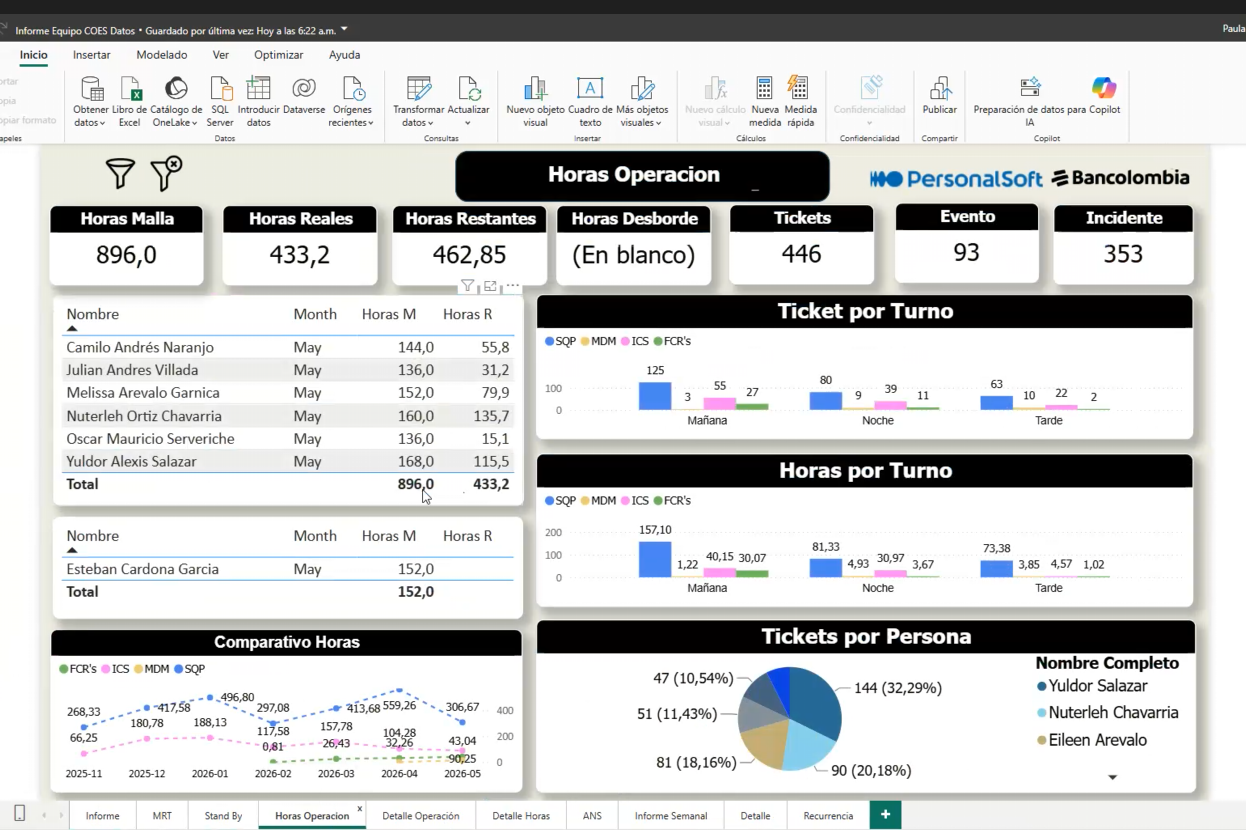 Informe Equipo COES Datos • Guardado por última vez: Hoy a las 6:22 a.m.
Paula
Inicio Insertar Modelado Ver Optimizar Ayuda
Obtener datos
Libro de Excel
Catálogo de OneLake
SQL Server
Introducir datos
Dataverse
Orígenes recientes
Transformar datos
Actualizar
Nuevo objeto visual
Cuadro de texto
Más objetos visuales
Nuevo cálculo visual
Nueva medida
Medida rápida
Confidencialidad
Publicar
Preparación de datos para IA
Copilot
Datos Consultas Insertar Cálculos Confidencialidad Compartir Copilot
Horas Operacion
PersonalSoft
Bancolombia
Horas Malla
896,0
Horas Reales
433,2
Horas Restantes
462,85
Horas Desborde
(En blanco)
Tickets
446
Evento
93
Incidente
353
Nombre Month Horas M Horas R
Camilo Andrés Naranjo May 144,0 55,8
Julian Andres Villada May 136,0 31,2
Melissa Arevalo Garnica May 152,0 79,9
Nuterleh Ortiz Chavarria May 160,0 135,7
Oscar Mauricio Serveriche May 136,0 15,1
Yuldor Alexis Salazar May 168,0 115,5
Total 896,0 433,2
Nombre Month Horas M Horas R
Esteban Cardona Garcia May 152,0
Total 152,0
Comparativo Horas
FCR's ICS MDM SQP
268,33 417,58 496,80 297,08 413,68 559,26 306,67
66,25 180,78 188,13 117,58 157,78 104,28 43,04
0,81 26,43 32,26 90,25
400
200
0
2025-11 2025-12 2026-01 2026-02 2026-03 2026-04 2026-05
Ticket por Turno
SQP MDM ICS FCR's
100
0
125 3 55 27
80 9 39 11
63 10 22 2
Mañana Noche Tarde
Horas por Turno
SQP MDM ICS FCR's
200
100
0
157,10 1,22 40,15 30,07
81,33 4,93 30,97 3,67
73,38 3,85 4,57 1,02
Mañana Noche Tarde
Tickets por Persona
47 (10,54%)
51 (11,43%)
81 (18,16%)
144 (32,29%)
90 (20,18%)
Nombre Completo
Yuldor Salazar
Nuterleh Chavarria
Eileen Arevalo
Informe MRT Stand By Horas Operacion Detalle Operación Detalle Horas ANS Informe Semanal Detalle Recurrencia